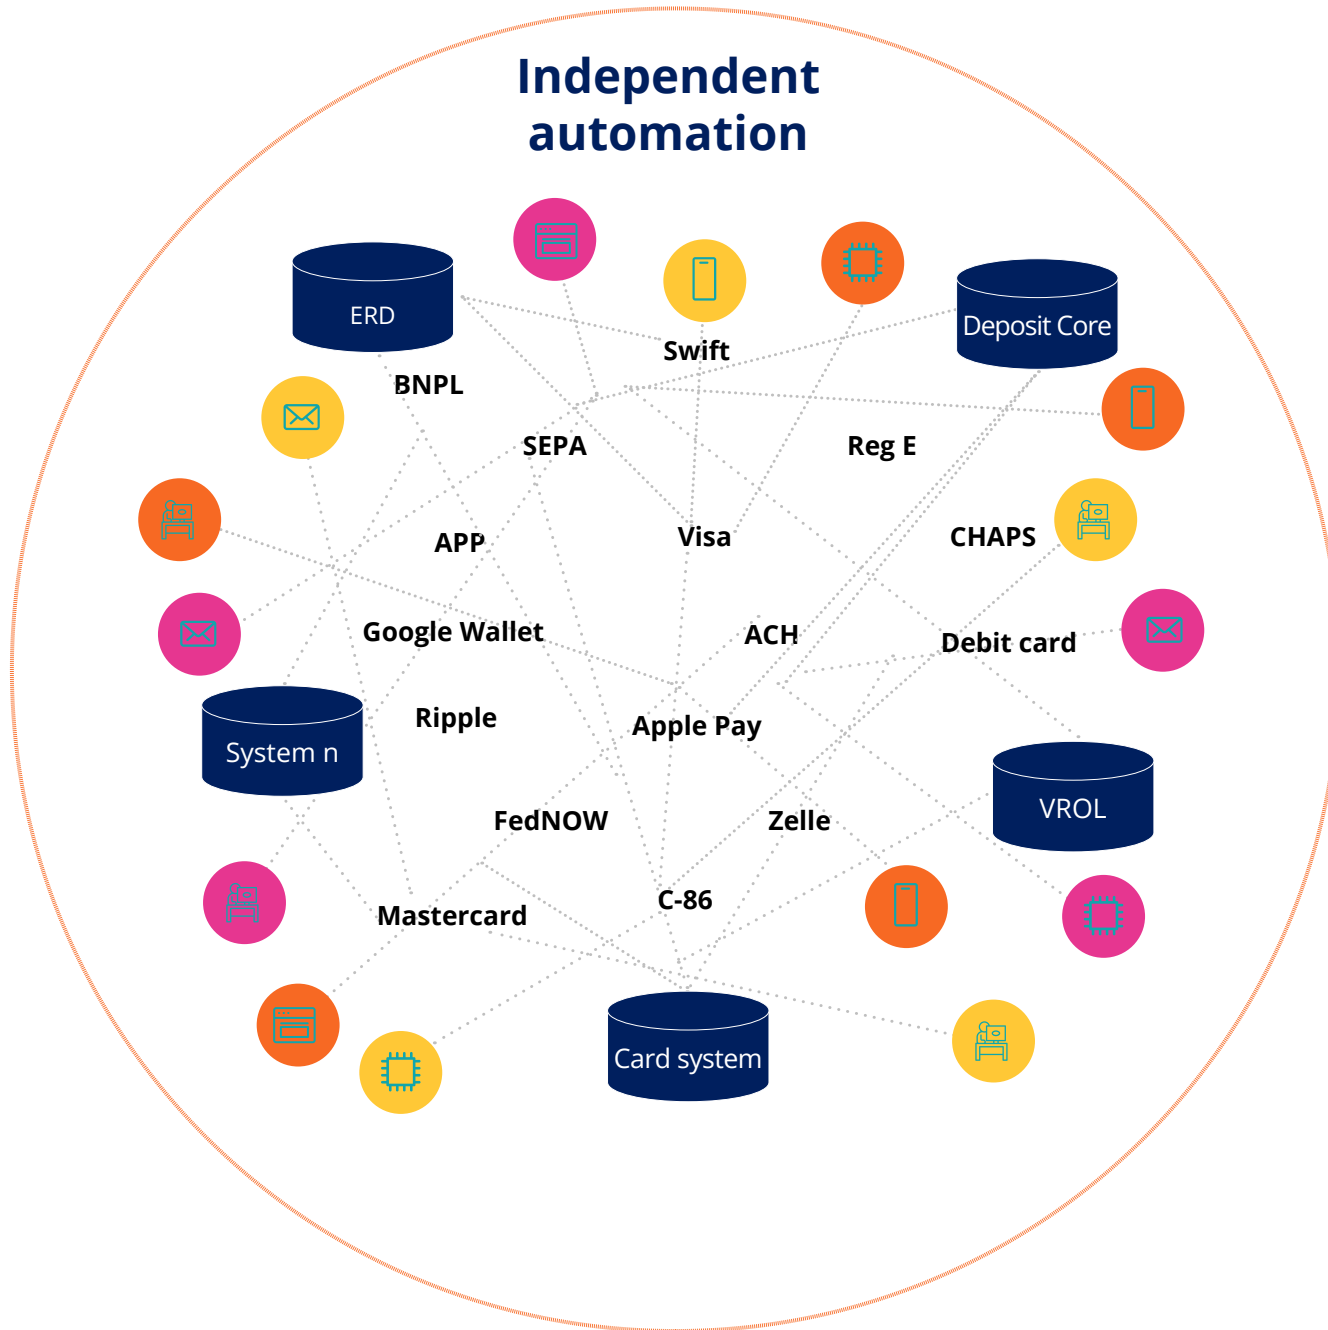 Independent
automation
ERD
Deposit Core
Swift
BNPL
SEPA
Reg E
APP
Visa
CHAPS
Google Wallet
ACH
Debit card
Ripple
Apple Pay
System n
VROL
FedNOW
Zelle
C-86
Mastercard
Card system